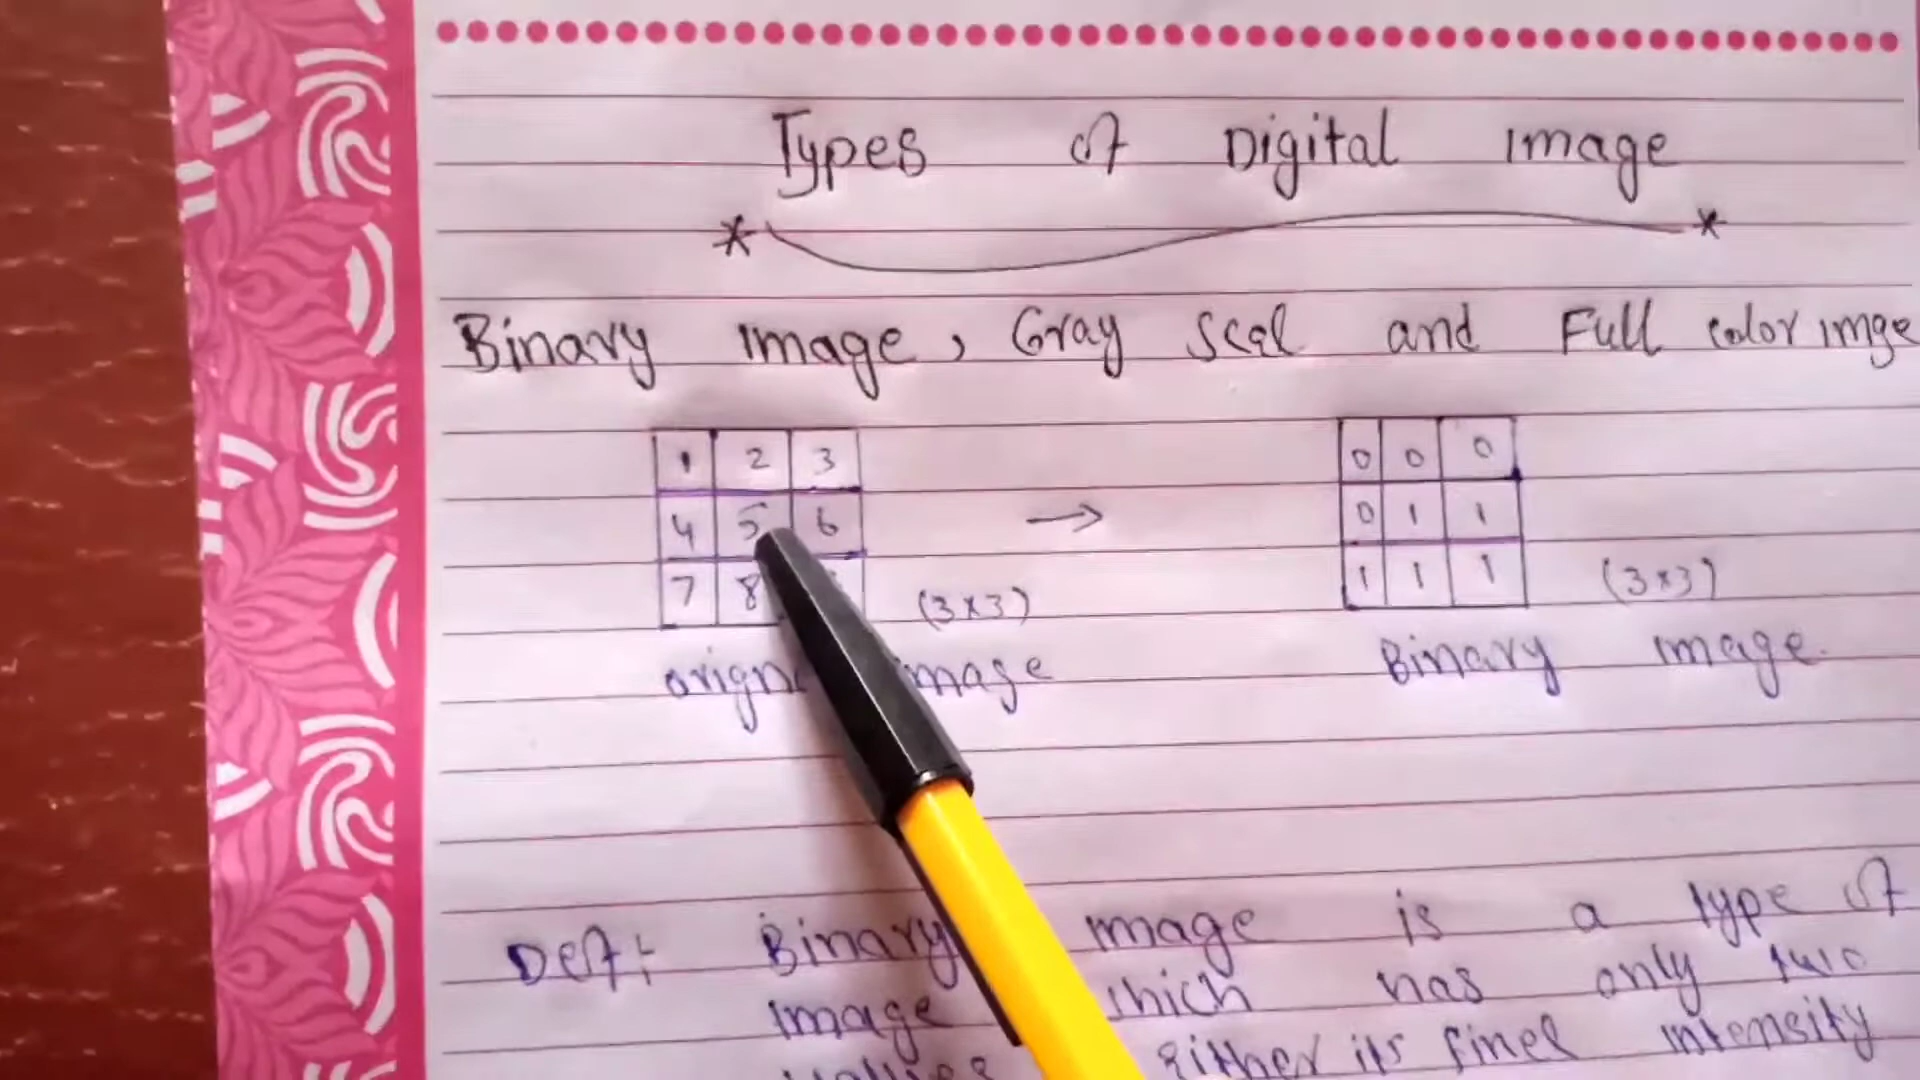 Types of Digital Image
Binary Image, Gray Scal and Full color imge
1 2 3
4 5 6
7 8
(3x3)
0 0 0
0 1 1
1 1 1
(3x3)
image
Binary image.
Def: Binary image is a type of
image which has only two
either its finel intensity